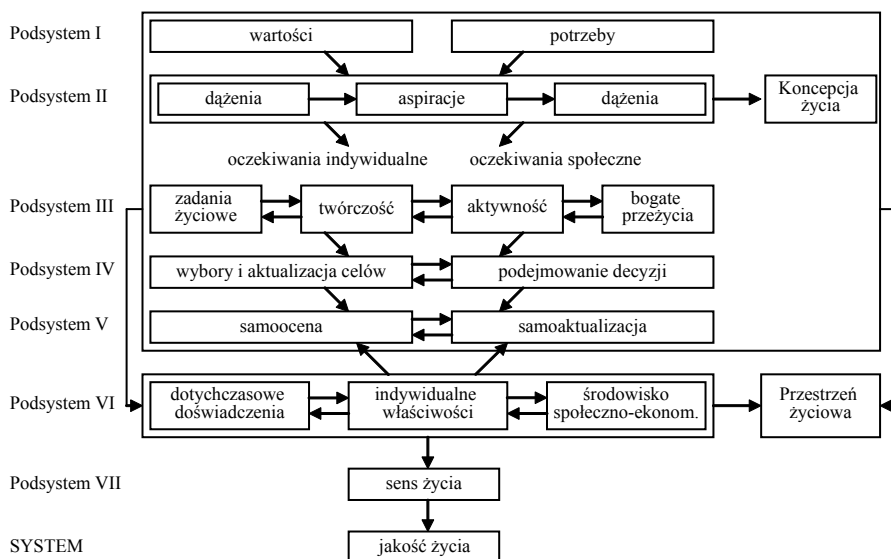 Podsystem I
wartości
potrzeby
Podsystem II
dążenia
aspiracje
dążenia
Koncepcja
życia
oczekiwania indywidualne
oczekiwania społeczne
Podsystem III
zadania
życiowe
twórczość
aktywność
bogate
przeżycia
Podsystem IV
wybory i aktualizacja celów
podejmowanie decyzji
Podsystem V
samoocena
samoaktualizacja
Podsystem VI
dotychczasowe
doświadczenia
indywidualne
właściwości
środowisko
społeczno-ekonom.
Przestrzeń
życiowa
Podsystem VII
sens życia
SYSTEM
jakość życia